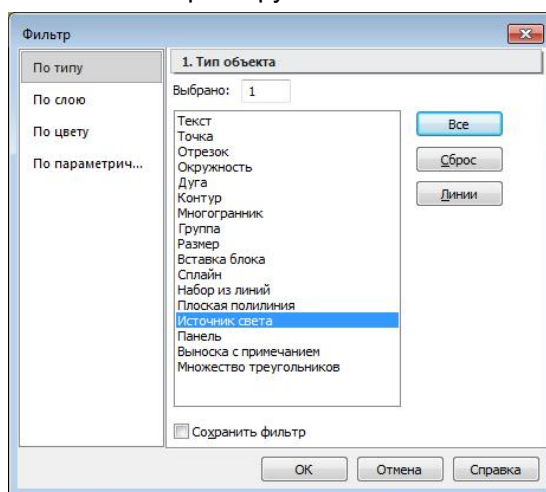 Фильтр
По типу
По слою
По цвету
По параметрич...
1. Тип объекта
Выбрано: 1
Текст
Точка
Отрезок
Окружность
Дуга
Контур
Многогранник
Группа
Размер
Вставка блока
Сплайн
Набор из линий
Плоская полилиния
Источник света
Панель
Выноска с примечанием
Множество треугольников
Все
Сброс
Линии
Сохранить фильтр
ОК Отмена Справка